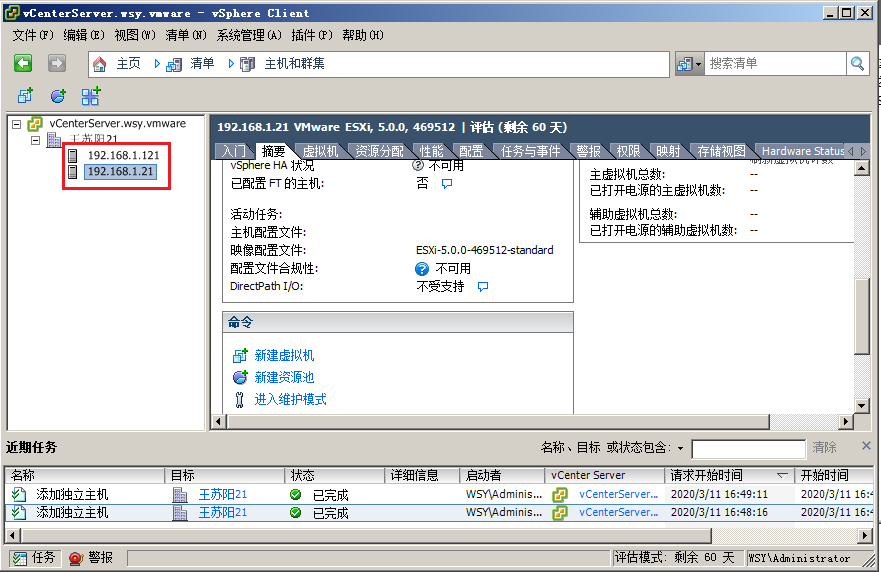 vCenterServer.wsy.vmware - vSphere Client
文件(F) 编辑(E) 视图(V) 清单(N) 系统管理(A) 插件(P) 帮助(H)
主页 清单 主机和群集 搜索清单
vCenterServer.wsy.vmware
王苏阳21
192.168.1.121
192.168.1.21
192.168.1.21 VMware ESXi, 5.0.0, 469512 | 评估 (剩余 60 天)
入门 摘要 虚拟机 资源分配 性能 配置 任务与事件 警报 权限 映射 存储视图 Hardware Status
vSphere HA 状况 不可用
已配置 FT 的主机: 否
活动任务:
主机配置文件:
映像配置文件: ESXi-5.0.0-469512-standard
配置文件合规性: 不可用
DirectPath I/O: 不受支持
主虚拟机总数: --
已打开电源的主虚拟机数: --
辅助虚拟机总数: --
已打开电源的辅助虚拟机数: --
命令
新建虚拟机
新建资源池
进入维护模式
近期任务 名称、目标 或状态包含: 清除
名称 目标 状态 详细信息 启动者 vCenter Server 请求开始时间 开始时间
添加独立主机 王苏阳21 已完成 WSY\Adminis... vCenterServer... 2020/3/11 16:49:11 2020/3/11 16:4
添加独立主机 王苏阳21 已完成 WSY\Adminis... vCenterServer... 2020/3/11 16:48:16 2020/3/11 16:4
任务 警报 评估模式: 剩余 60 天 WSY\Administrator